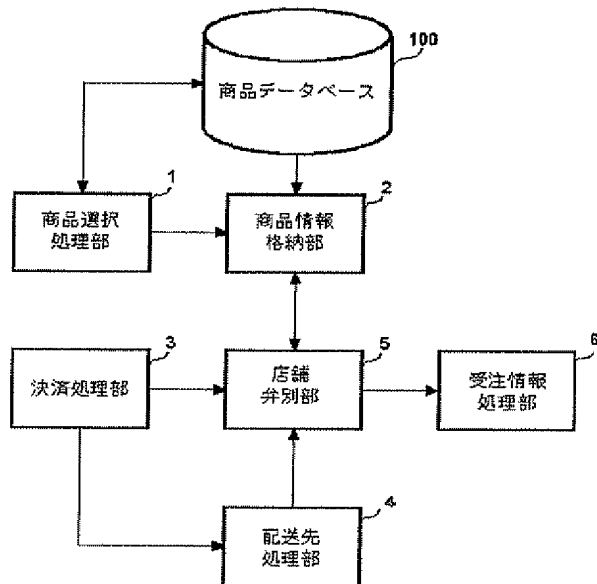 100
商品データベース
1
商品選択
処理部
2
商品情報
格納部
3
決済処理部
5
店舗
弁別部
6
受注情報
処理部
4
配送先
処理部